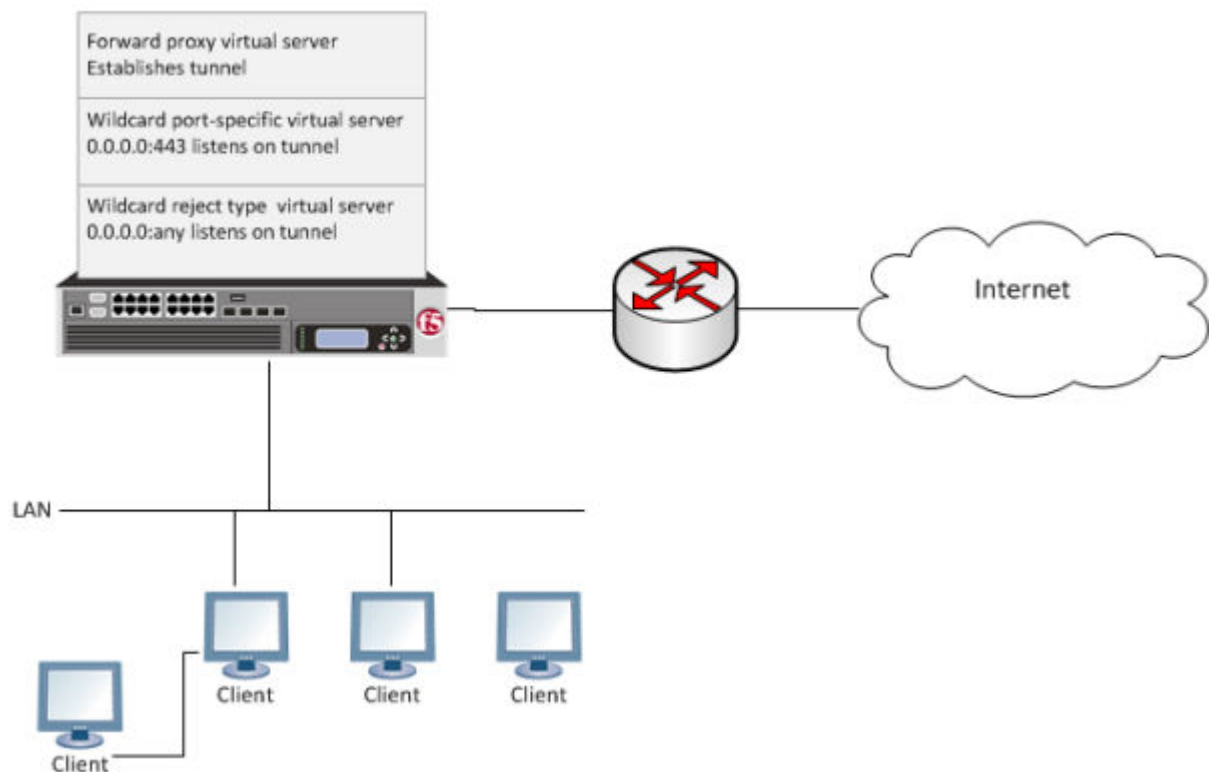 Forward proxy virtual server
Establishes tunnel
Wildcard port-specific virtual server
0.0.0.0:443 listens on tunnel
Wildcard reject type  virtual server
0.0.0.0:any listens on tunnel
f5
Internet
LAN
Client
Client
Client
Client